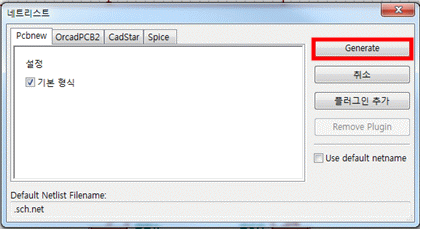 네트리스트
Pcbnew OrcadPCB2 CadStar Spice
Generate
설정
기본 형식
취소
플러그인 추가
Remove Plugin
Use default netname
Default Netlist Filename:
.sch.net